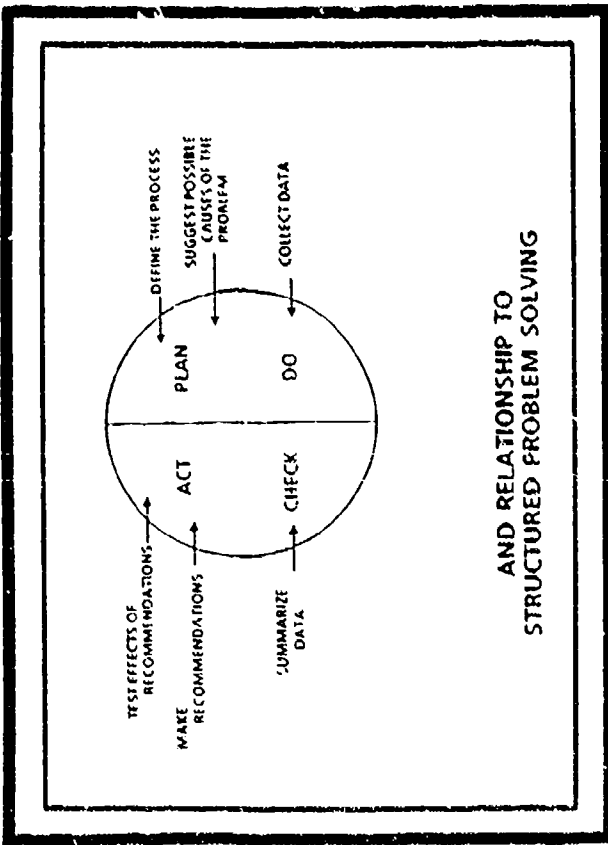 TEST EFFECTS OF
RECOMMENDATIONS
MAKE
RECOMMENDATIONS
SUMMARIZE
DATA
ACT
CHECK
PLAN
DO
DEFINE THE PROCESS
SUGGEST POSSIBLE
CAUSES OF THE
PROBLEM
COLLECT DATA
AND RELATIONSHIP TO
STRUCTURED PROBLEM SOLVING